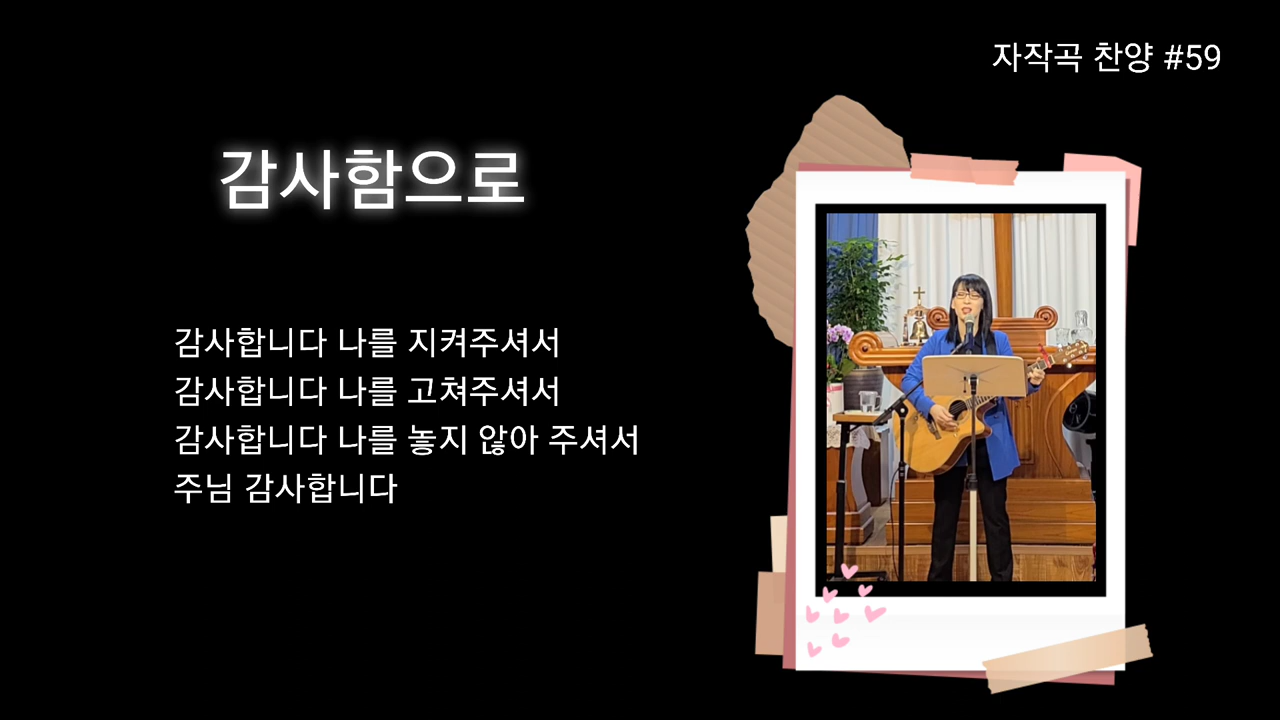 자작곡 찬양 #59
감사함으로
감사합니다 나를 지켜주셔서
감사합니다 나를 고쳐주셔서
감사합니다 나를 놓지 않아 주셔서
주님 감사합니다